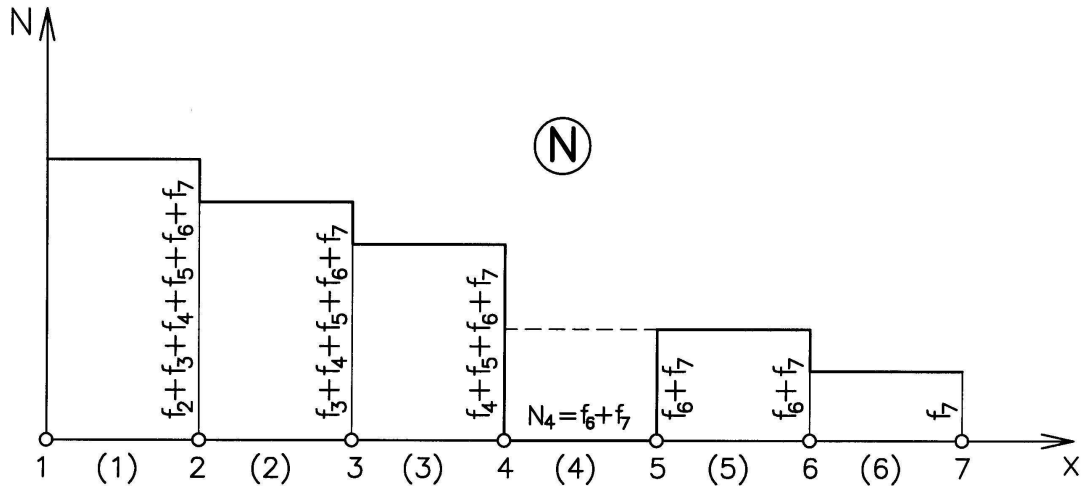 N
N
f₂+f₃+f₄+f₅+f₆+f₇
f₃+f₄+f₅+f₆+f₇
f₄+f₅+f₆+f₇
N₄=f₆+f₇
f₆+f₇
f₆+f₇
f₇
1 (1) 2 (2) 3 (3) 4 (4) 5 (5) 6 (6) 7 x